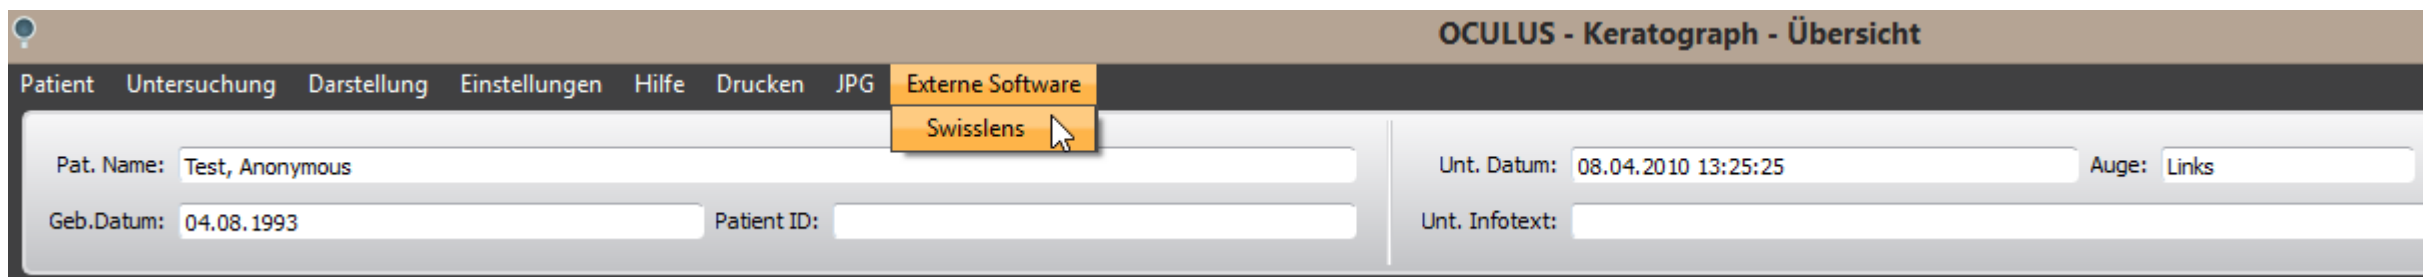 OCULUS - Keratograph - Übersicht
Patient Untersuchung Darstellung Einstellungen Hilfe Drucken JPG Externe Software
Swisslens
Pat. Name: Test, Anonymous Unt. Datum: 08.04.2010 13:25:25 Auge: Links
Geb.Datum: 04.08.1993 Patient ID: Unt. Infotext: